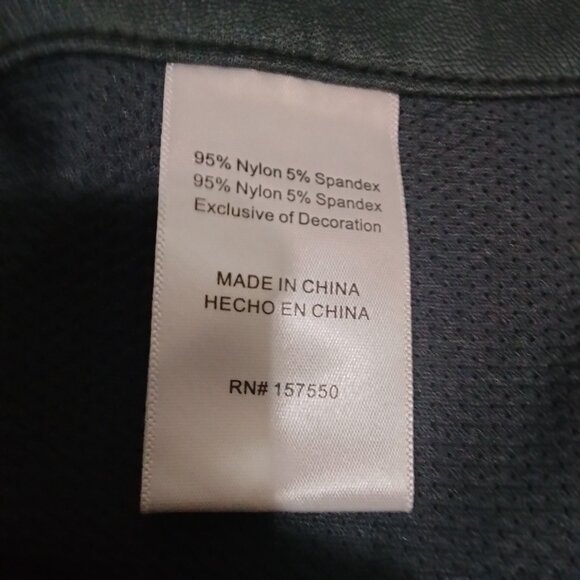 95% Nylon 5% Spandex
95% Nylon 5% Spandex
Exclusive of Decoration
MADE IN CHINA
HECHO EN CHINA
RN# 157550